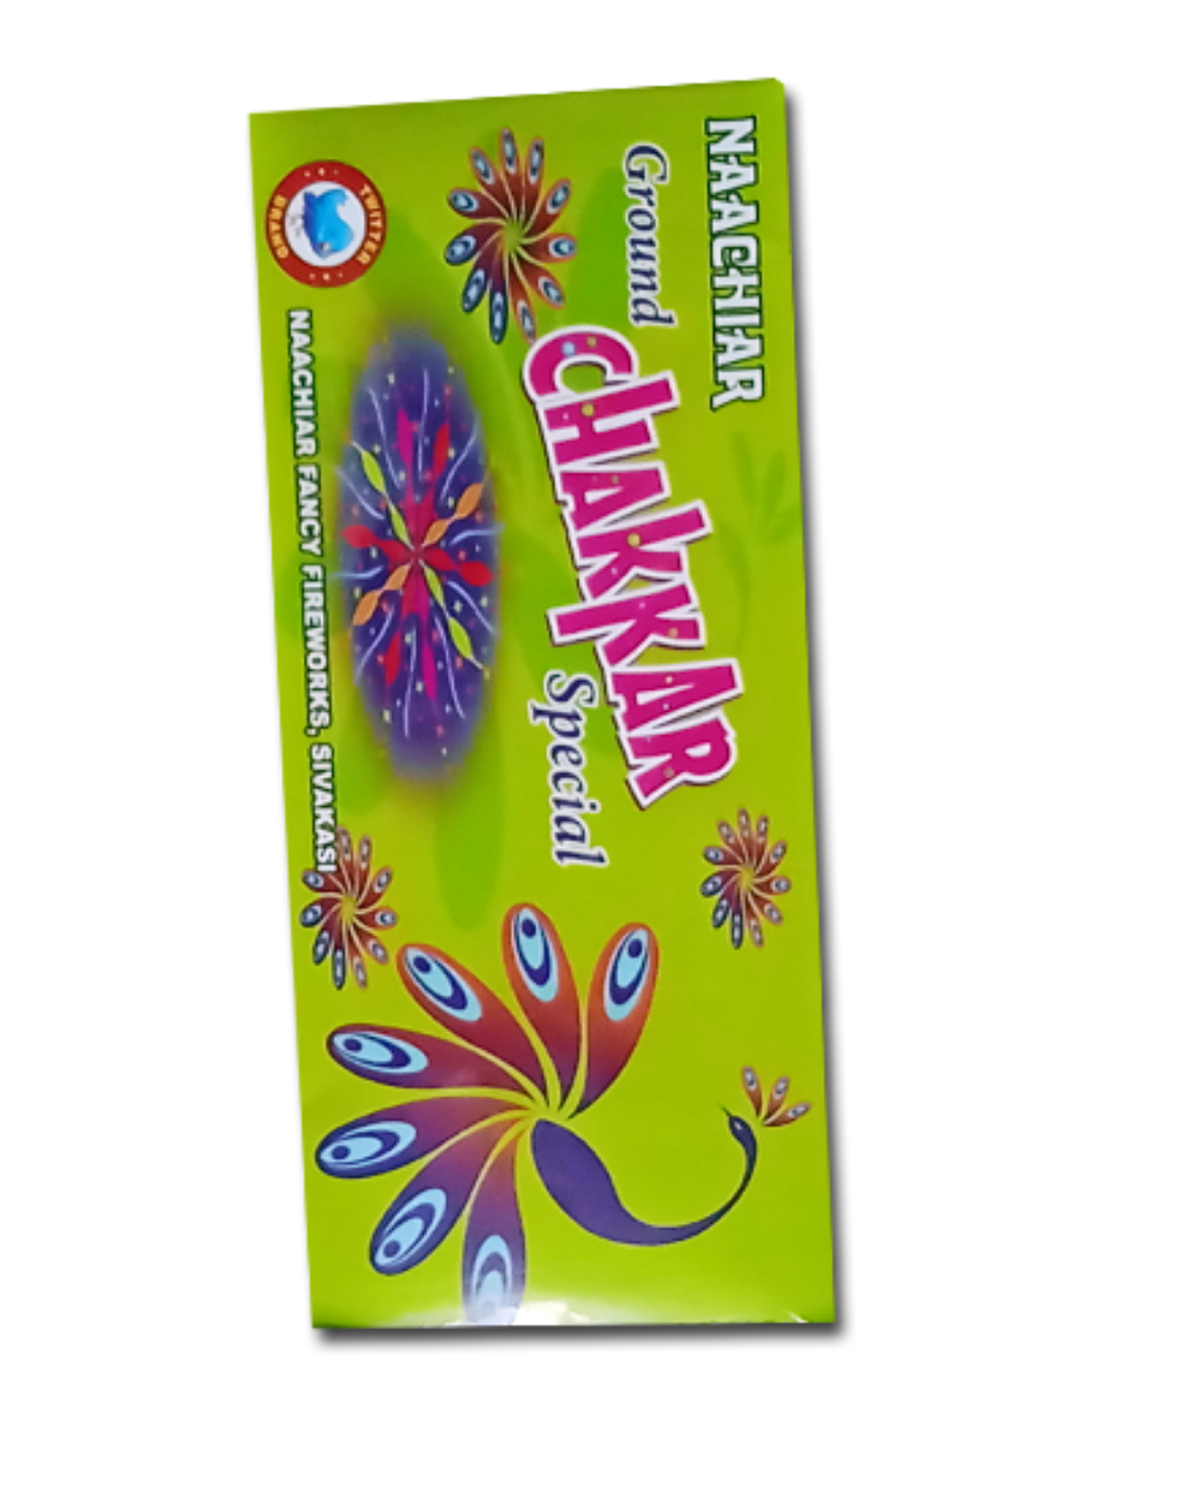 NAACHIAR
Ground
CHAKKAR
Special
TWITTER
BRAND
NAACHIAR FANCY FIREWORKS, SIVAKASI